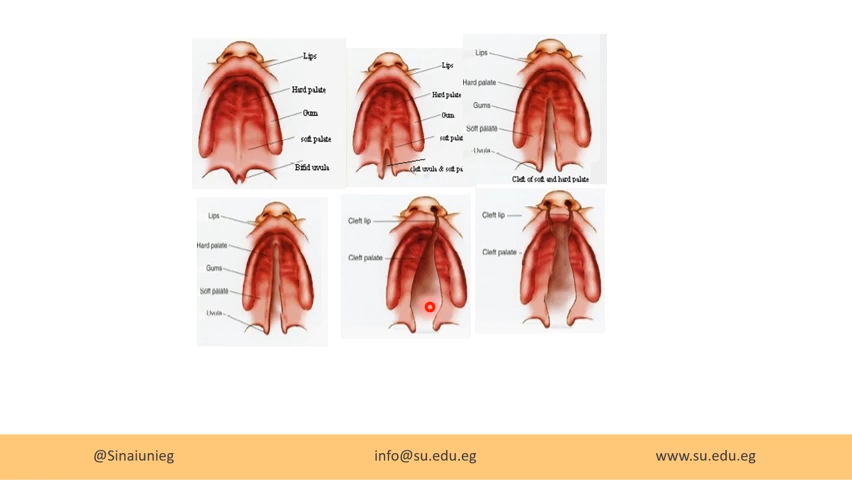 Lips
Hard palate
Gum
soft palate
Bifid uvula
Lips
Hard palate
Gum
soft palat
cleft uvula & soft pa
Lips
Hard palate
Gums
Soft palate
Uvula
Cleft of soft and hard palate
Lips
Hard palate
Gums
Soft palate
Uvula
Cleft lip
Cleft palate
Cleft lip
Cleft palate
@Sinaiunieg
info@su.edu.eg
www.su.edu.eg